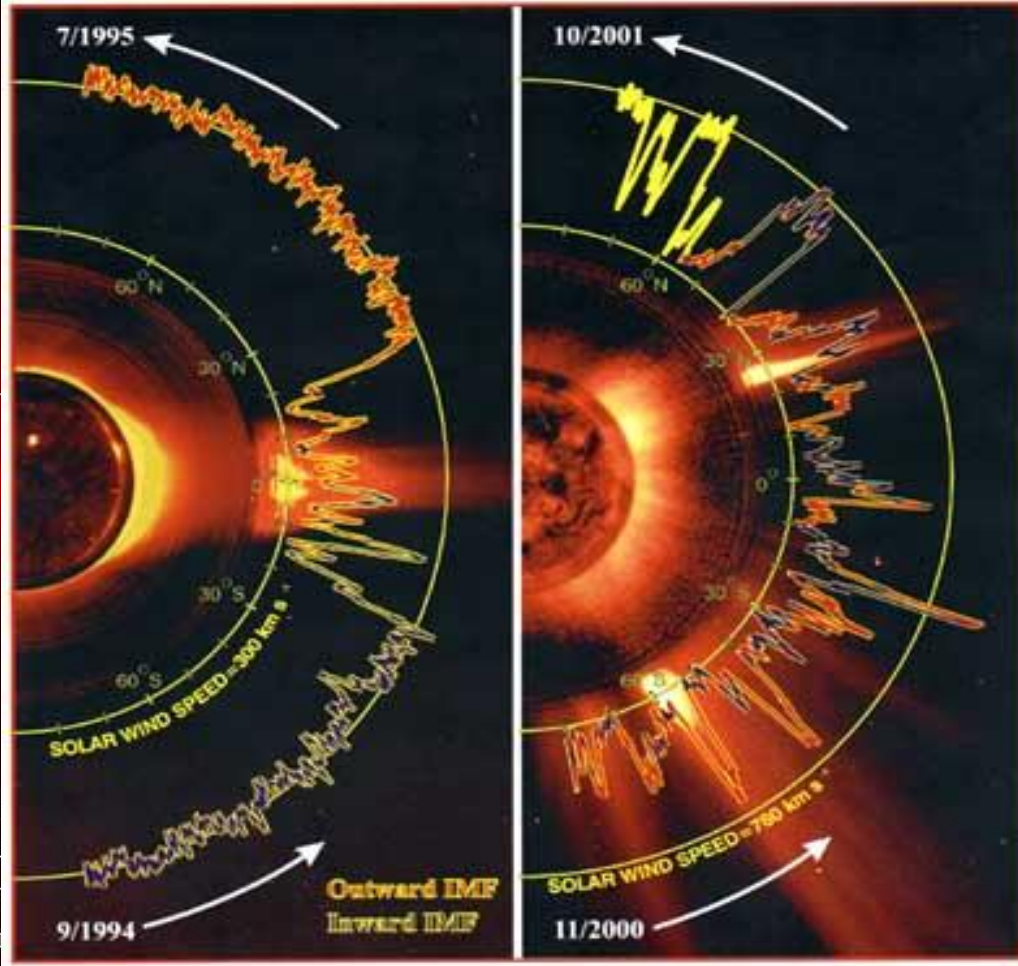 7/1995
60°N
30°N
0°
30°S
60°S
SOLAR WIND SPEED=300 km s⁻¹
Outward IMF
Inward IMF
9/1994
10/2001
60°N
30°N
0°
30°S
60°S
SOLAR WIND SPEED=760 km s⁻¹
11/2000